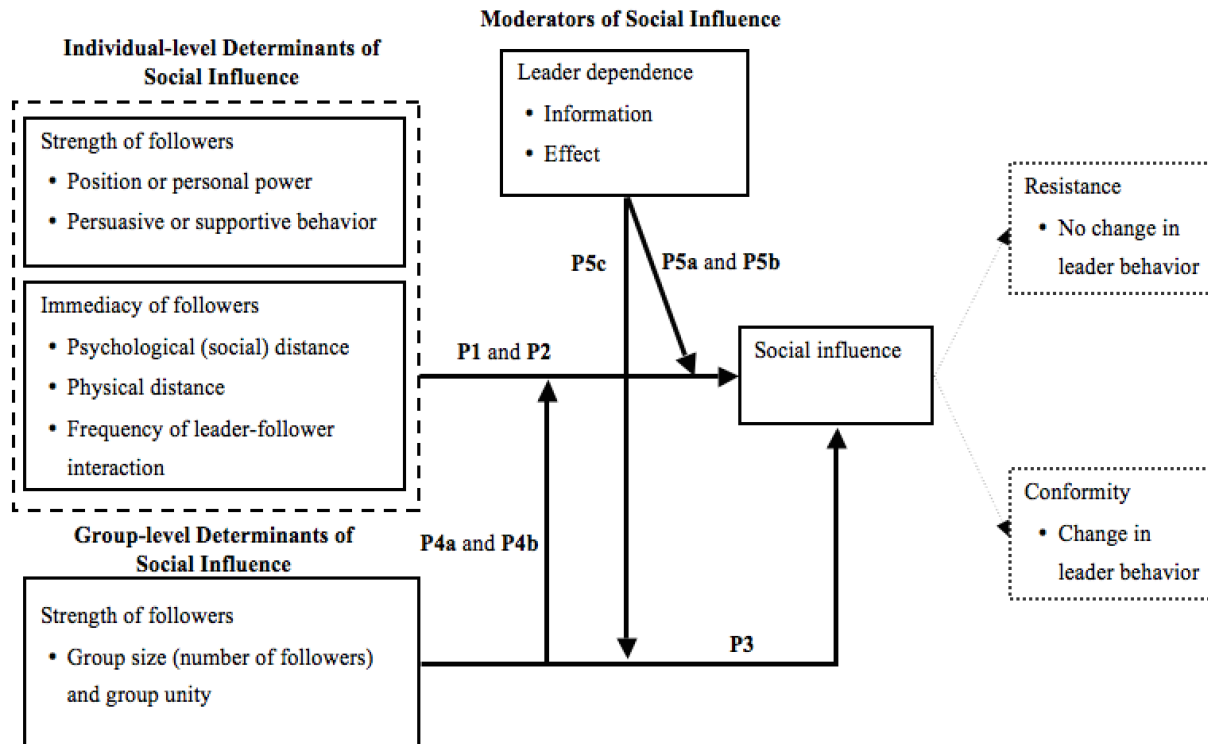 Moderators of Social Influence
Individual-level Determinants of
Social Influence
Strength of followers
• Position or personal power
• Persuasive or supportive behavior
Immediacy of followers
• Psychological (social) distance
• Physical distance
• Frequency of leader-follower
interaction
Group-level Determinants of
Social Influence
Strength of followers
• Group size (number of followers)
and group unity
Leader dependence
• Information
• Effect
P5c
P5a and P5b
P1 and P2
P4a and P4b
P3
Social influence
Resistance
• No change in
leader behavior
Conformity
• Change in
leader behavior